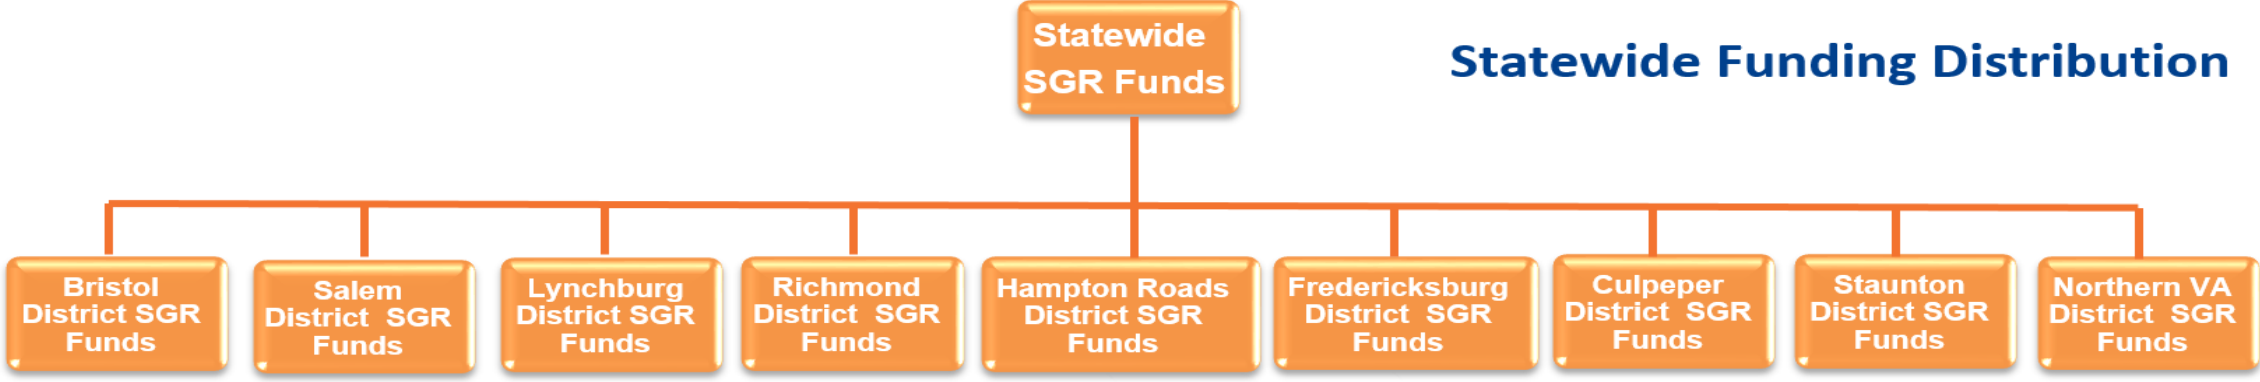 Statewide
SGR Funds
Statewide Funding Distribution
Bristol
District SGR
Funds
Salem
District SGR
Funds
Lynchburg
District SGR
Funds
Richmond
District SGR
Funds
Hampton Roads
District SGR
Funds
Fredericksburg
District SGR
Funds
Culpeper
District SGR
Funds
Staunton
District SGR
Funds
Northern VA
District SGR
Funds